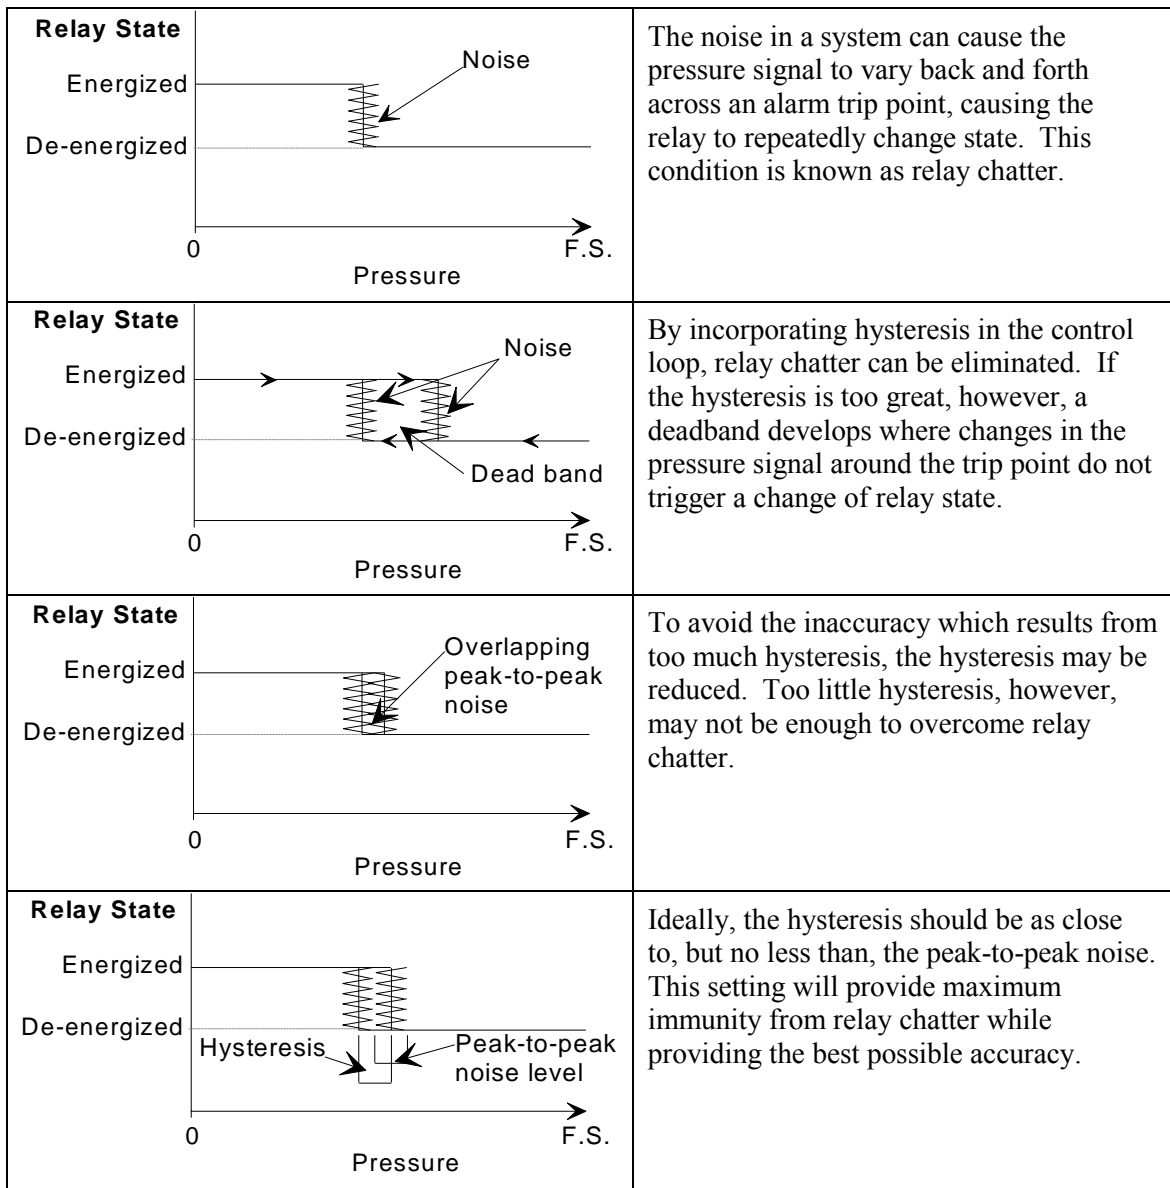 Relay State
Energized
De-energized
Noise
0
F.S.
Pressure
The noise in a system can cause the
pressure signal to vary back and forth
across an alarm trip point, causing the
relay to repeatedly change state.  This
condition is known as relay chatter.
Relay State
Energized
De-energized
Noise
Dead band
0
F.S.
Pressure
By incorporating hysteresis in the control
loop, relay chatter can be eliminated.  If
the hysteresis is too great, however, a
deadband develops where changes in the
pressure signal around the trip point do not
trigger a change of relay state.
Relay State
Energized
De-energized
Overlapping
peak-to-peak
noise
0
F.S.
Pressure
To avoid the inaccuracy which results from
too much hysteresis, the hysteresis may be
reduced.  Too little hysteresis, however,
may not be enough to overcome relay
chatter.
Relay State
Energized
De-energized
Hysteresis
Peak-to-peak
noise level
0
F.S.
Pressure
Ideally, the hysteresis should be as close
to, but no less than, the peak-to-peak noise.
This setting will provide maximum
immunity from relay chatter while
providing the best possible accuracy.